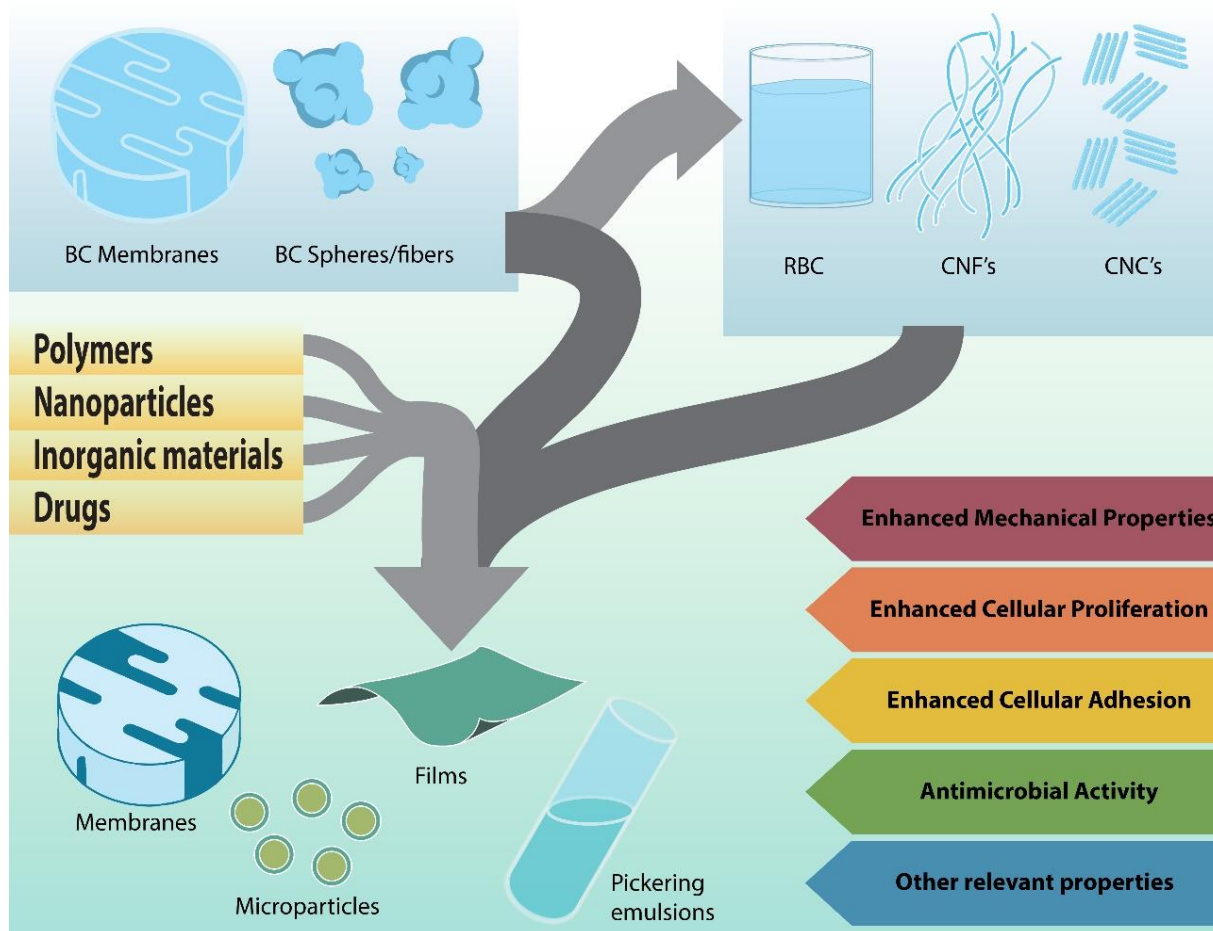 BC Membranes
BC Spheres/fibers
RBC
CNF's
CNC's
Polymers
Nanoparticles
Inorganic materials
Drugs
Enhanced Mechanical Properties
Enhanced Cellular Proliferation
Enhanced Cellular Adhesion
Antimicrobial Activity
Other relevant properties
Membranes
Films
Microparticles
Pickering
emulsions